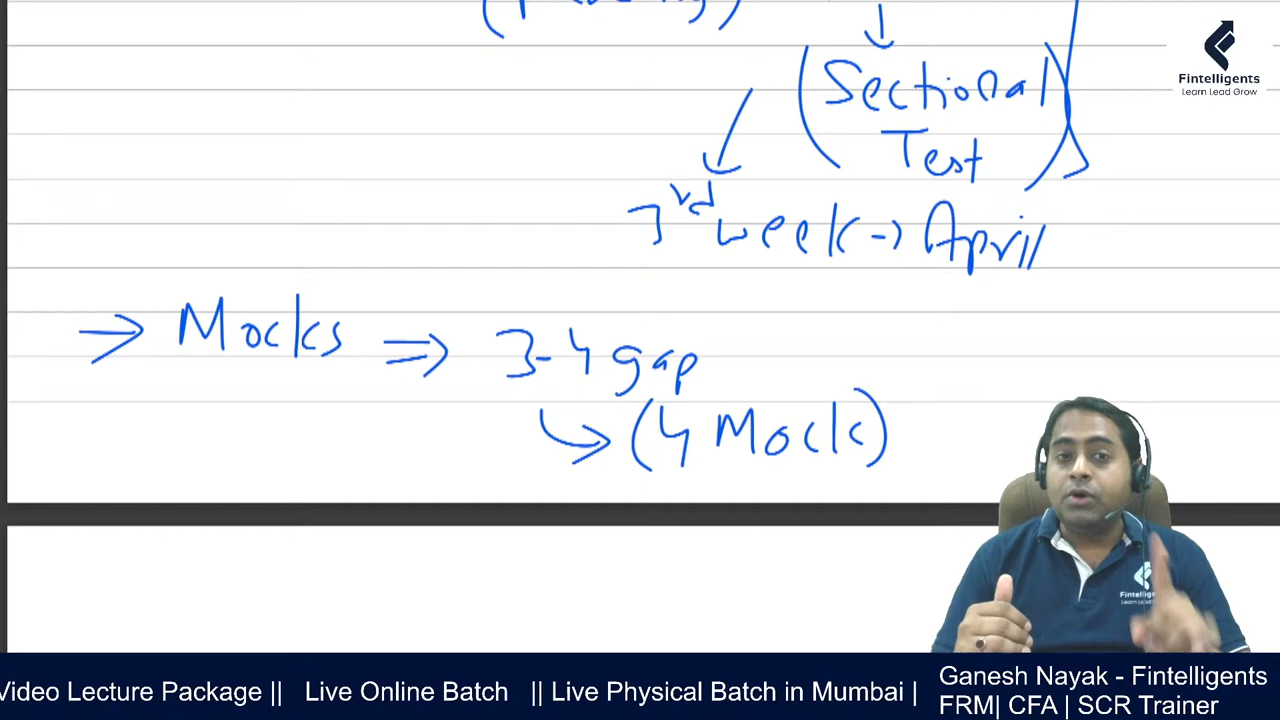 Fintelligents
Learn Lead Grow
(Sectional
Test)
3rd week → April
→ Mocks ⇒ 3-4 gap
↳ (4 Mock)
Fintellig
Video Lecture Package || Live Online Batch || Live Physical Batch in Mumbai |
Ganesh Nayak - Fintelligents
FRM| CFA | SCR Trainer